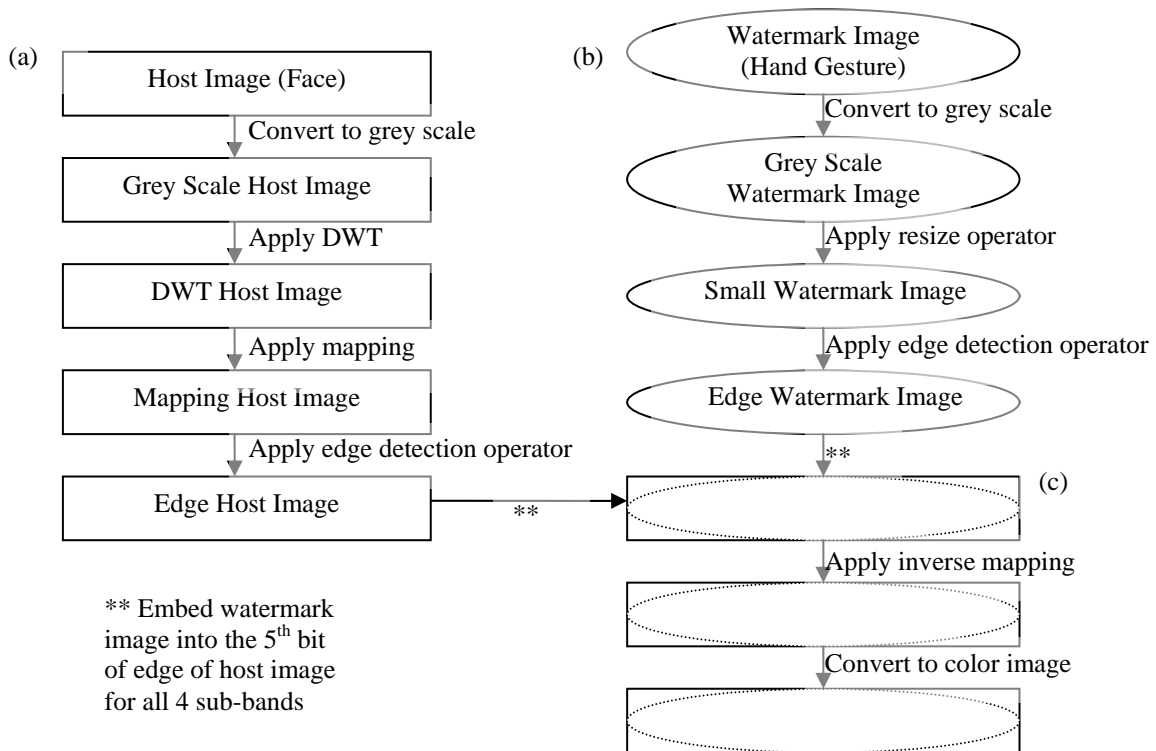 (a)
Host Image (Face)
Convert to grey scale
Grey Scale Host Image
Apply DWT
DWT Host Image
Apply mapping
Mapping Host Image
Apply edge detection operator
Edge Host Image
**
** Embed watermark
image into the 5th bit
of edge of host image
for all 4 sub-bands
(b)
Watermark Image
(Hand Gesture)
Convert to grey scale
Grey Scale
Watermark Image
Apply resize operator
Small Watermark Image
Apply edge detection operator
Edge Watermark Image
**
(c)
Apply inverse mapping
Convert to color image